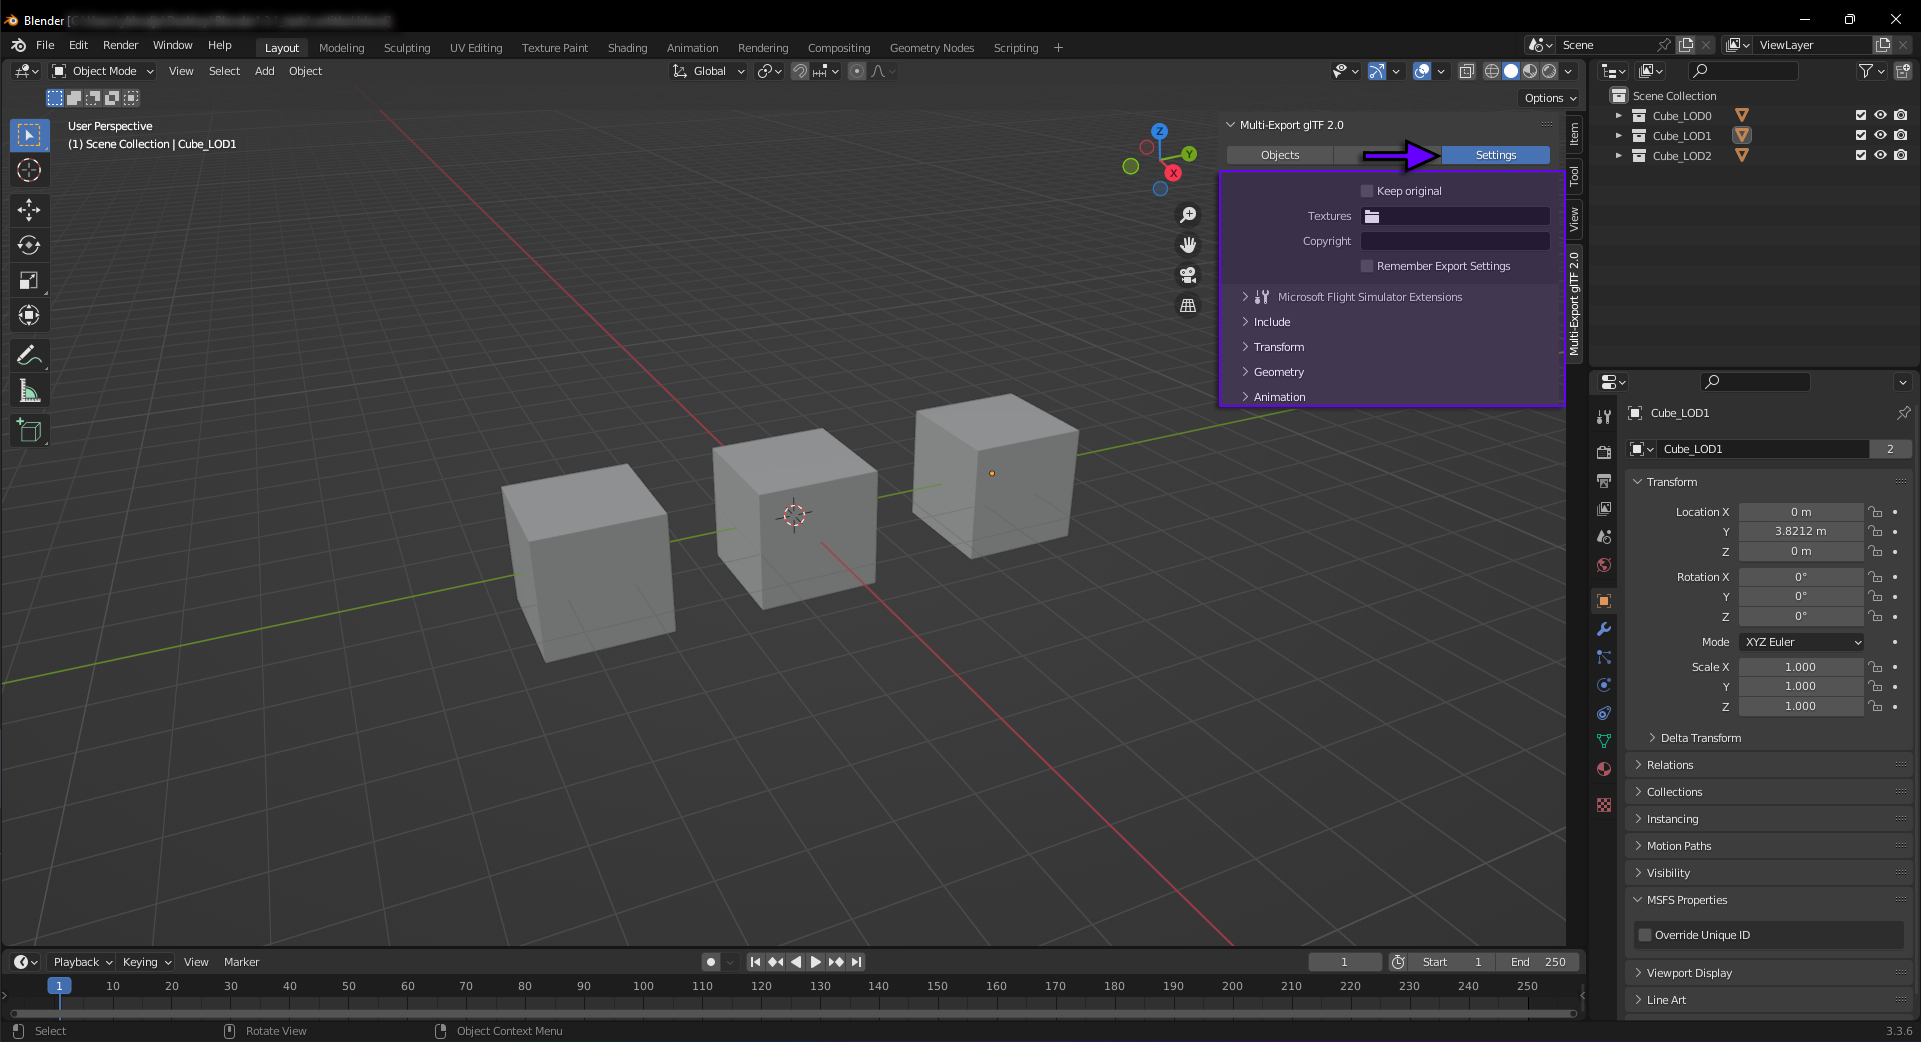 Blender
File Edit Render Window Help Layout Modeling Sculpting UV Editing Texture Paint Shading Animation Rendering Compositing Geometry Nodes Scripting + Scene ViewLayer
Object Mode View Select Add Object Global
Options
User Perspective
(1) Scene Collection | Cube_LOD1
Z
Y
X
Multi-Export glTF 2.0
Objects Settings
Keep original
Textures
Copyright
Remember Export Settings
Microsoft Flight Simulator Extensions
Include
Transform
Geometry
Animation
Item
Tool
View
Multi-Export glTF 2.0
Scene Collection
Cube_LOD0
Cube_LOD1
Cube_LOD2
Cube_LOD1
Cube_LOD1 2
Transform
Location X 0 m
Y 3.8212 m
Z 0 m
Rotation X 0°
Y 0°
Z 0°
Mode XYZ Euler
Scale X 1.000
Y 1.000
Z 1.000
Delta Transform
Relations
Collections
Instancing
Motion Paths
Visibility
MSFS Properties
Override Unique ID
Viewport Display
Line Art
Playback Keying View Marker 1 Start 1 End 250
1 10 20 30 40 50 60 70 80 90 100 110 120 130 140 150 160 170 180 190 200 210 220 230 240 250
Select Rotate View Object Context Menu 3.3.6